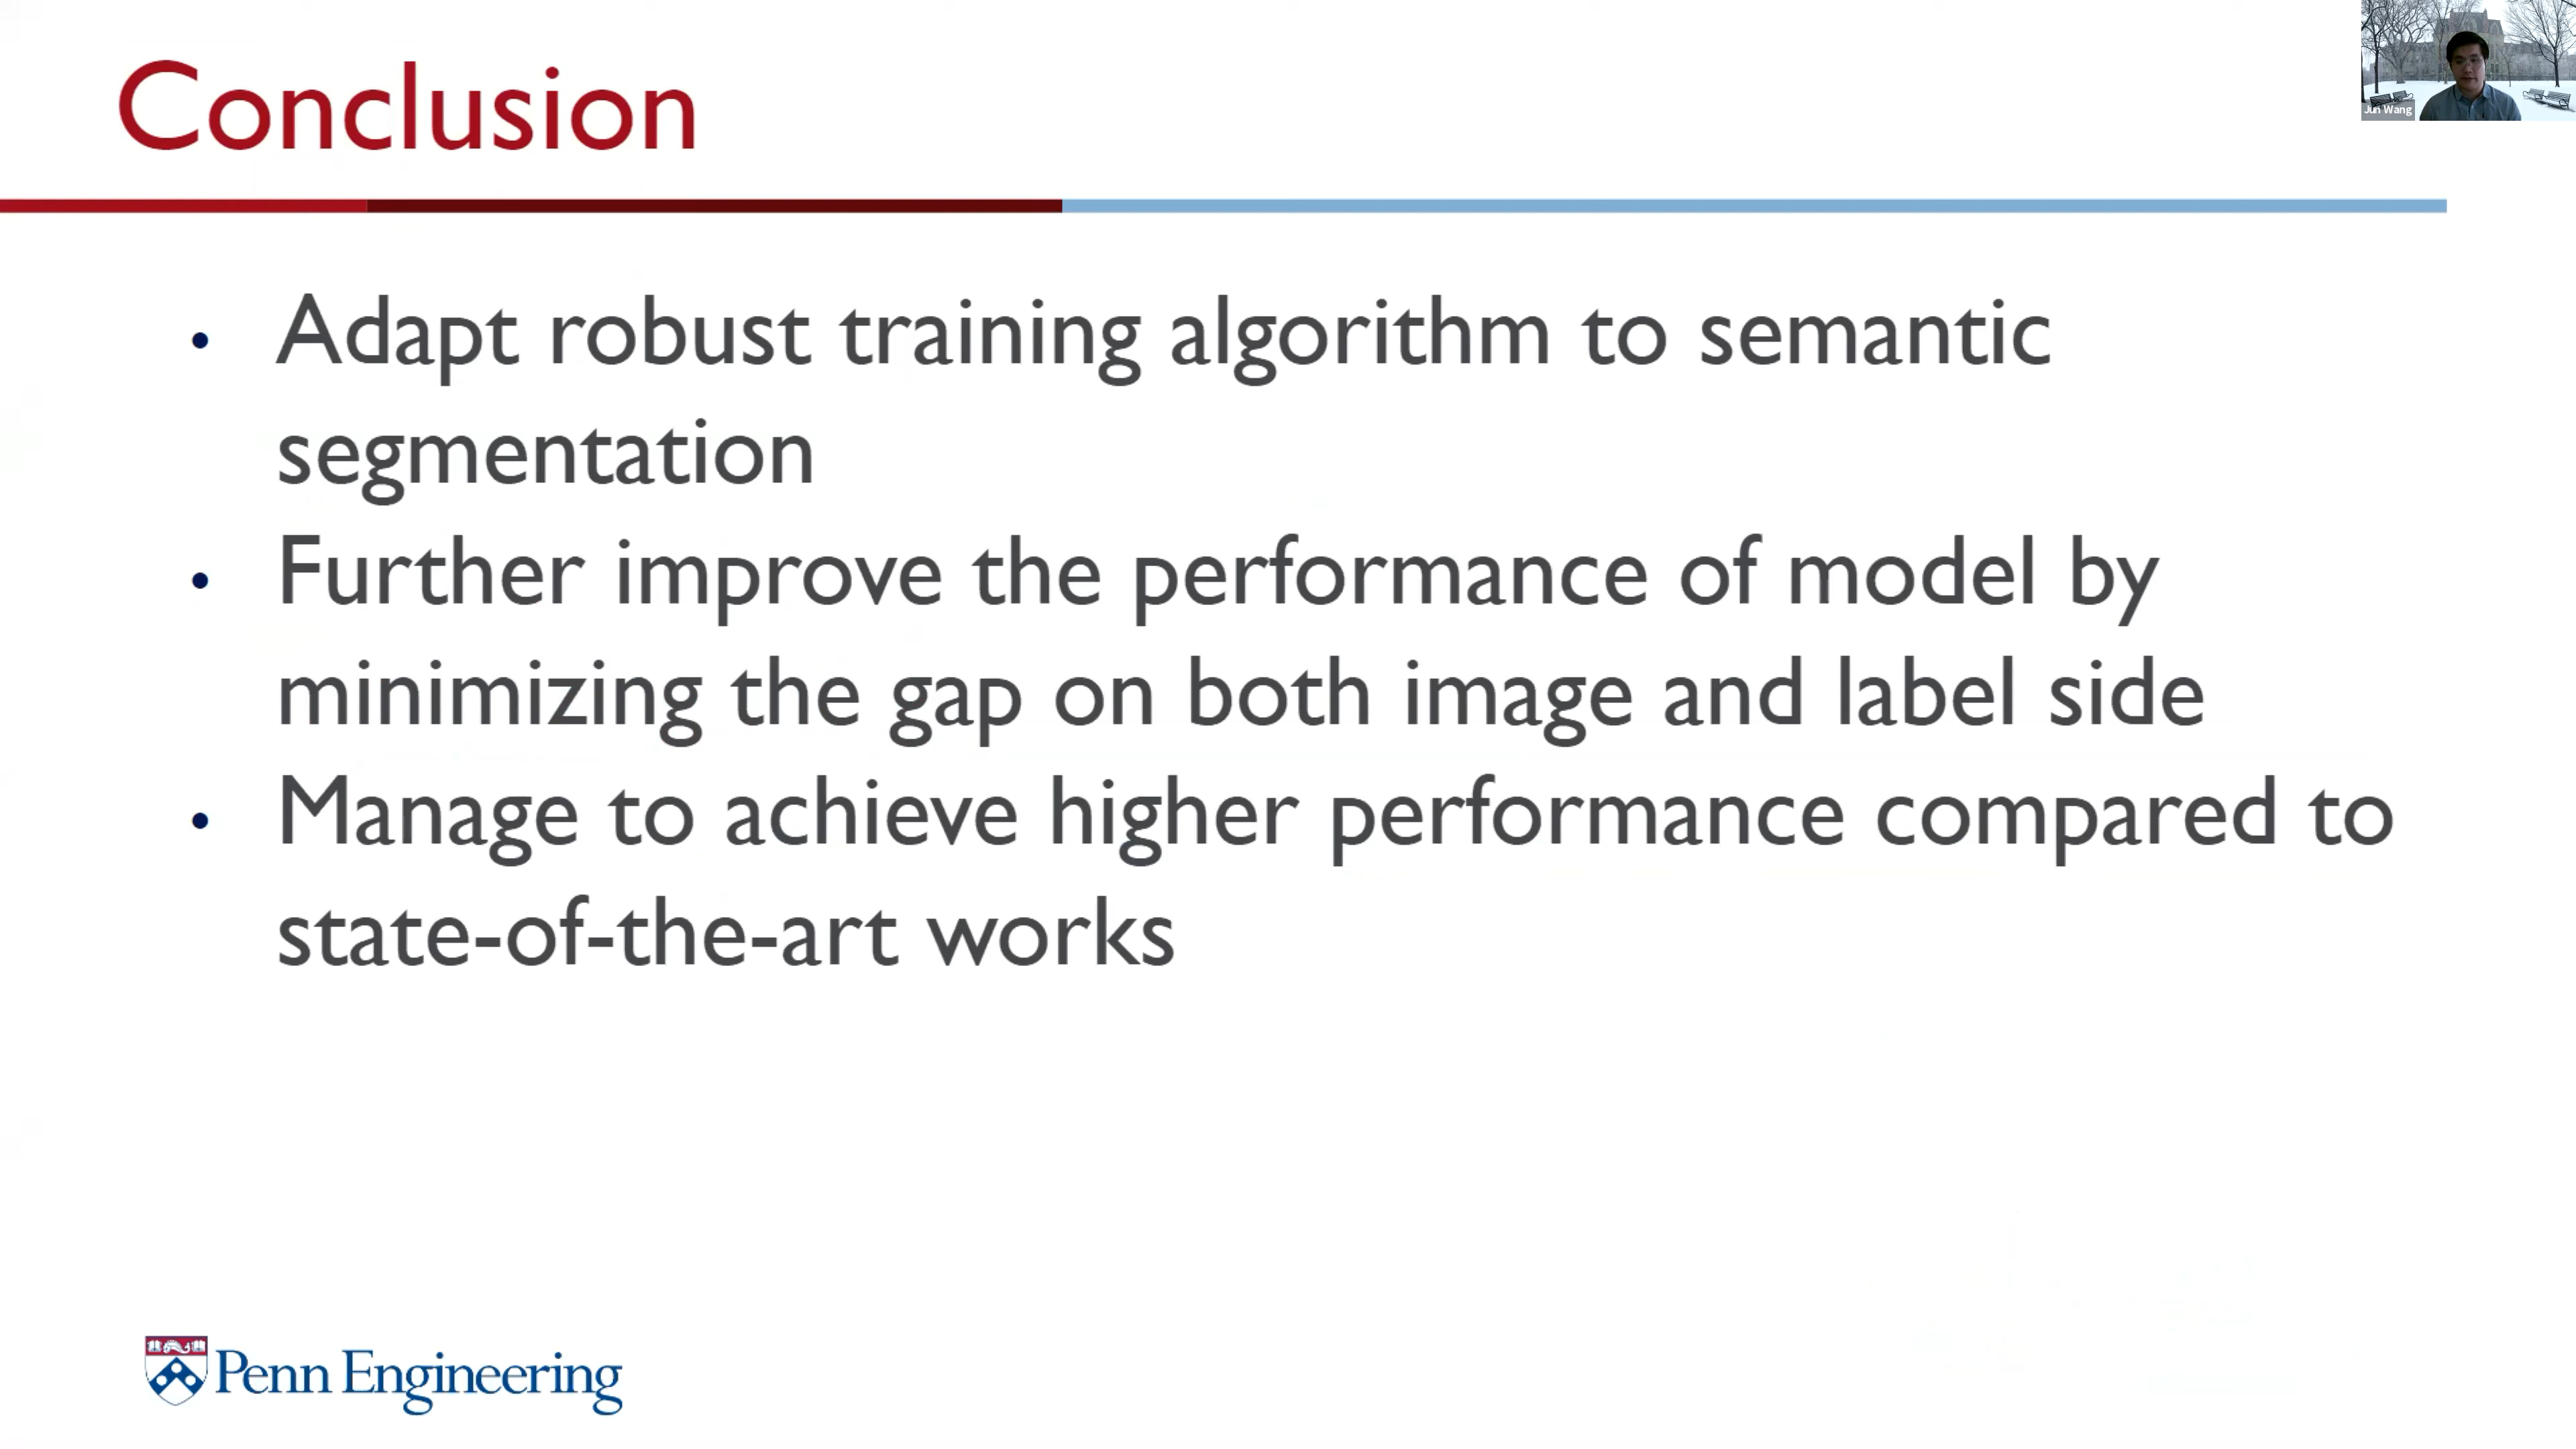 Conclusion
Jun Wang
• Adapt robust training algorithm to semantic
segmentation
• Further improve the performance of model by
minimizing the gap on both image and label side
• Manage to achieve higher performance compared to
state-of-the-art works
Penn Engineering